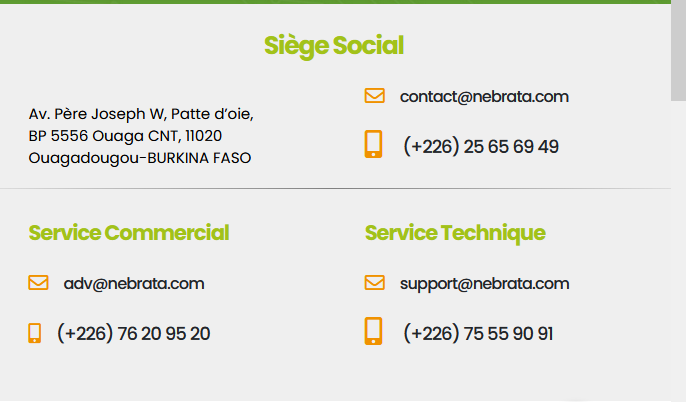 Siège Social
Av. Père Joseph W, Patte d’oie,
BP 5556 Ouaga CNT, 11020
Ouagadougou-BURKINA FASO
contact@nebrata.com
(+226) 25 65 69 49
Service Commercial
adv@nebrata.com
(+226) 76 20 95 20
Service Technique
support@nebrata.com
(+226) 75 55 90 91